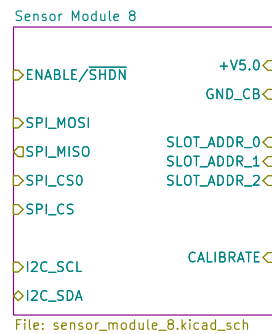 Sensor Module 8
ENABLE/SHDN
+V5.0
GND_CB
SPI_MOSI
SLOT_ADDR_0
SPI_MISO
SLOT_ADDR_1
SPI_CS0
SLOT_ADDR_2
SPI_CS
CALIBRATE
I2C_SCL
I2C_SDA
File: sensor_module_8.kicad_sch